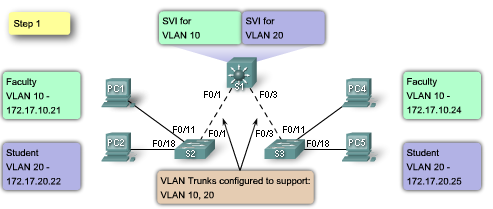 Step 1
SVI for
VLAN 10
SVI for
VLAN 20
S1
F0/1
F0/3
Faculty
VLAN 10 -
172.17.10.21
PC1
F0/11
Student
VLAN 20 -
172.17.20.22
PC2
F0/18
F0/1
S2
PC4
Faculty
VLAN 10 -
172.17.10.24
F0/11
F0/3
S3
F0/18
PC5
Student
VLAN 20 -
172.17.20.25
VLAN Trunks configured to support:
VLAN 10, 20